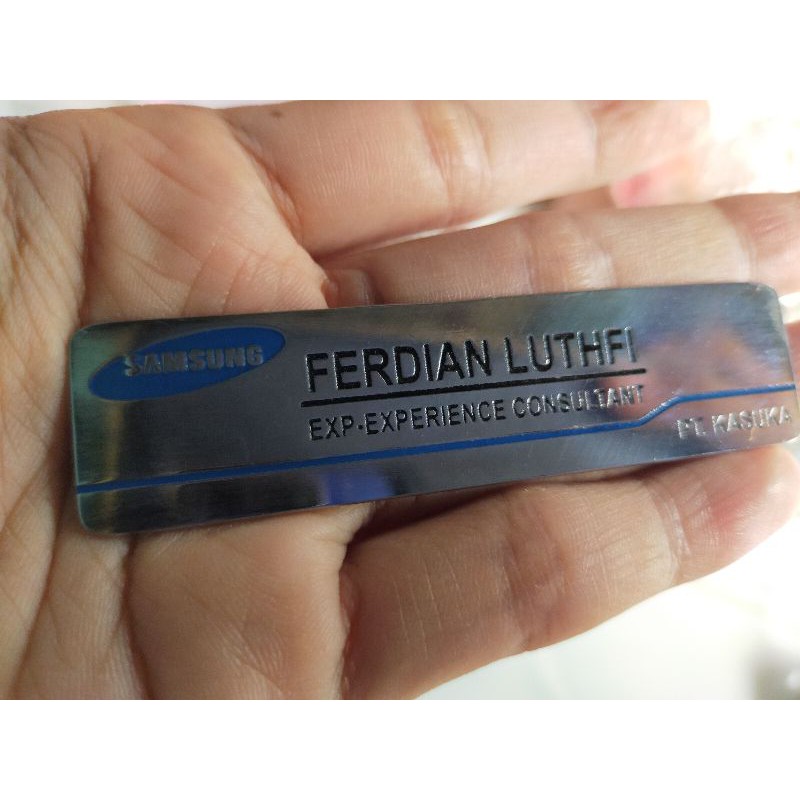 SAMSUNG
FERDIAN LUTHFI
EXP-EXPERIENCE CONSULTANT
PT. KASUKA